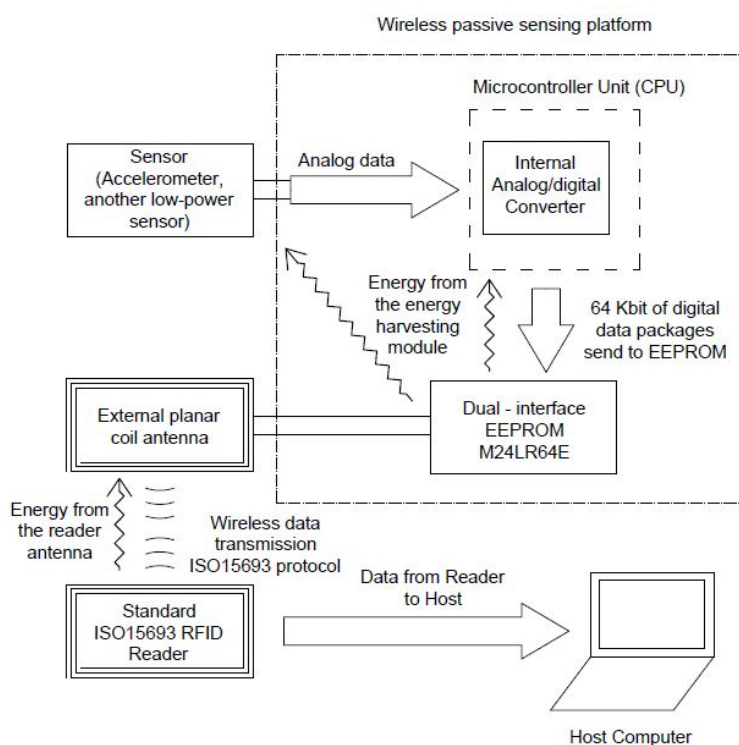 Wireless passive sensing platform
Microcontroller Unit (CPU)
Sensor
(Accelerometer,
another low-power
sensor)
Analog data
Internal
Analog/digital
Converter
Energy from
the energy
harvesting
module
64 Kbit of digital
data packages
send to EEPROM
External planar
coil antenna
Dual - interface
EEPROM
M24LR64E
Energy from
the reader
antenna
Wireless data
transmission
ISO15693 protocol
Standard
ISO15693 RFID
Reader
Data from Reader
to Host
Host Computer